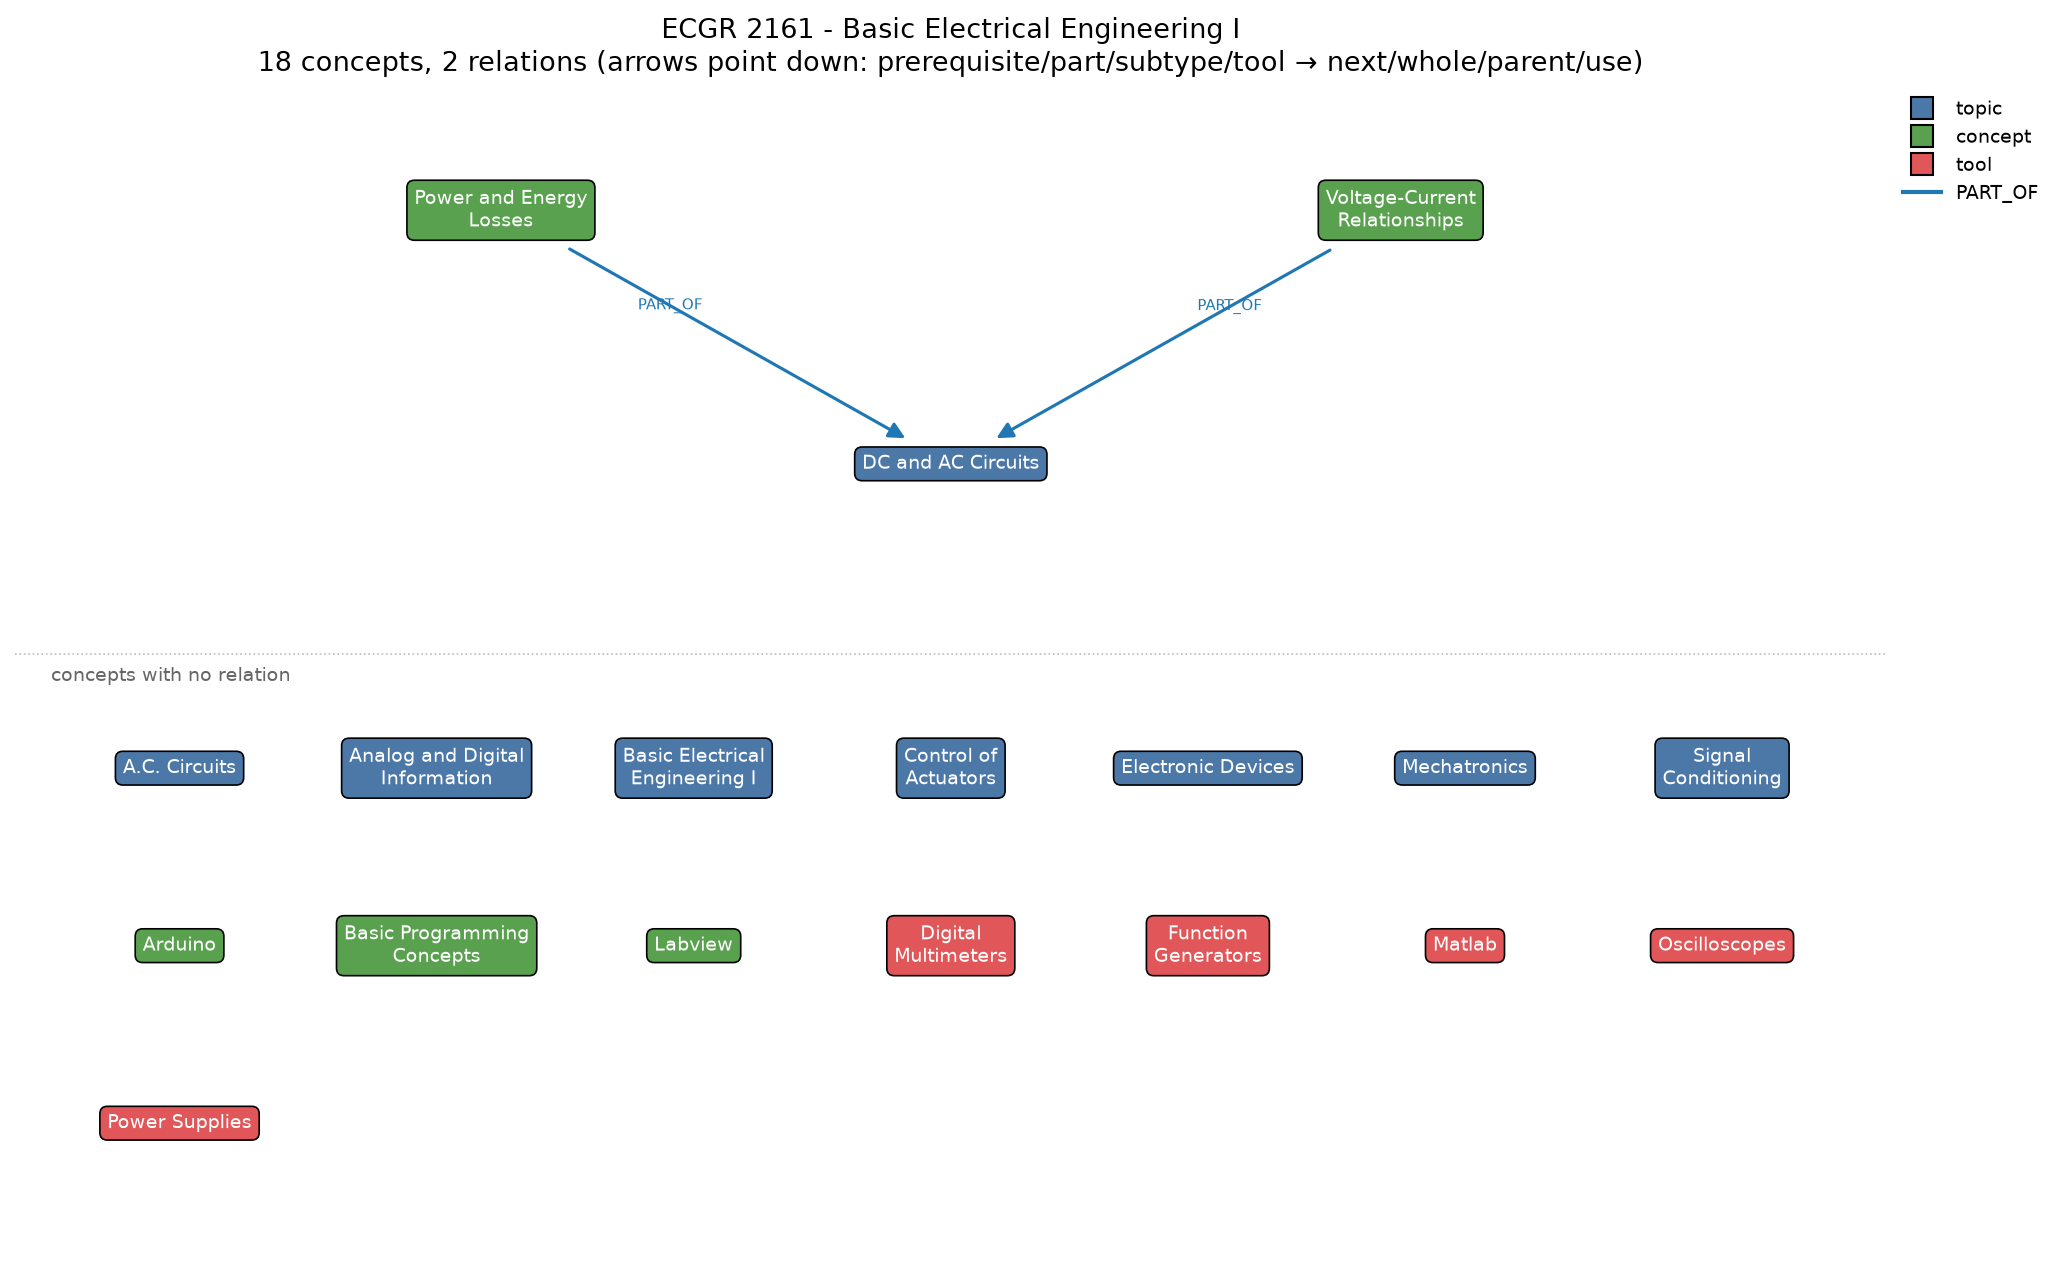 ECGR 2161 - Basic Electrical Engineering I
18 concepts, 2 relations (arrows point down: prerequisite/part/subtype/tool → next/whole/parent/use)
topic
concept
tool
PART_OF
Power and Energy
Losses
Voltage-Current
Relationships
PART_OF
PART_OF
DC and AC Circuits
concepts with no relation
A.C. Circuits
Analog and Digital
Information
Basic Electrical
Engineering I
Control of
Actuators
Electronic Devices
Mechatronics
Signal
Conditioning
Arduino
Basic Programming
Concepts
Labview
Digital
Multimeters
Function
Generators
Matlab
Oscilloscopes
Power Supplies